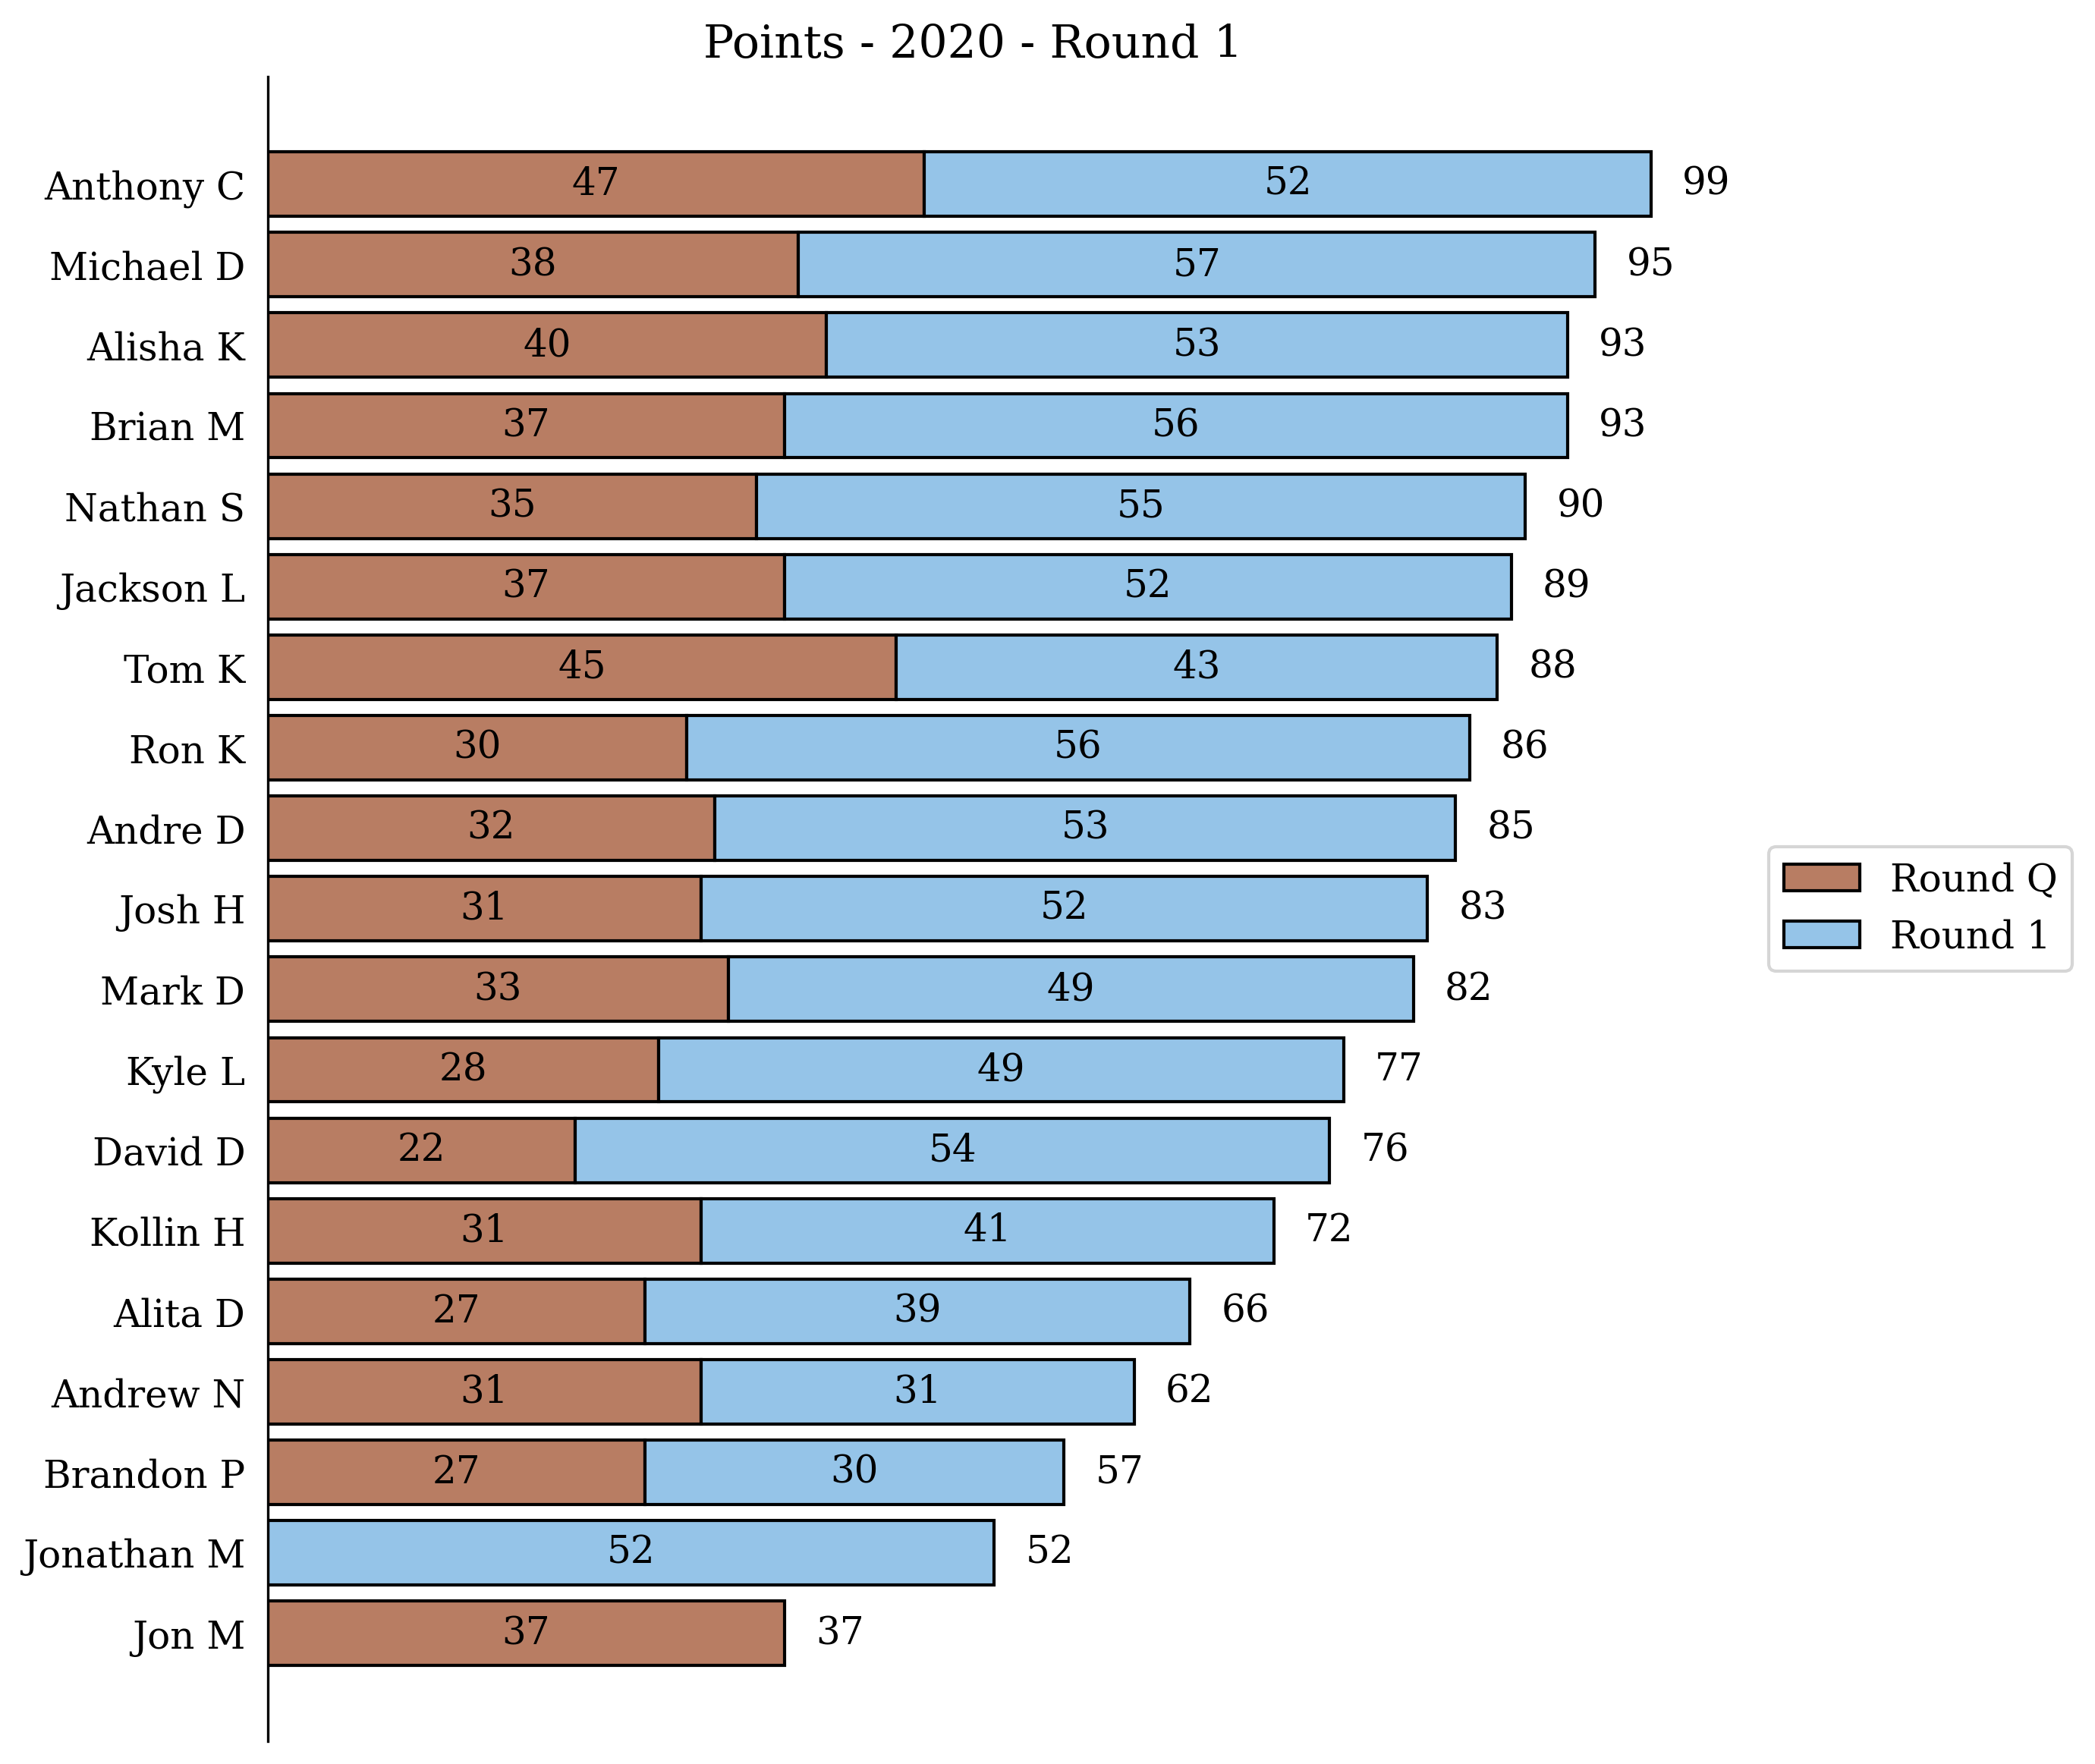 Points - 2020 - Round 1
Anthony C 47 52 99
Michael D 38 57 95
Alisha K 40 53 93
Brian M 37 56 93
Nathan S 35 55 90
Jackson L 37 52 89
Tom K 45 43 88
Ron K 30 56 86
Andre D 32 53 85
Josh H 31 52 83
Mark D 33 49 82
Kyle L 28 49 77
David D 22 54 76
Kollin H 31 41 72
Alita D 27 39 66
Andrew N 31 31 62
Brandon P 27 30 57
Jonathan M 52 52
Jon M 37 37
Round Q
Round 1